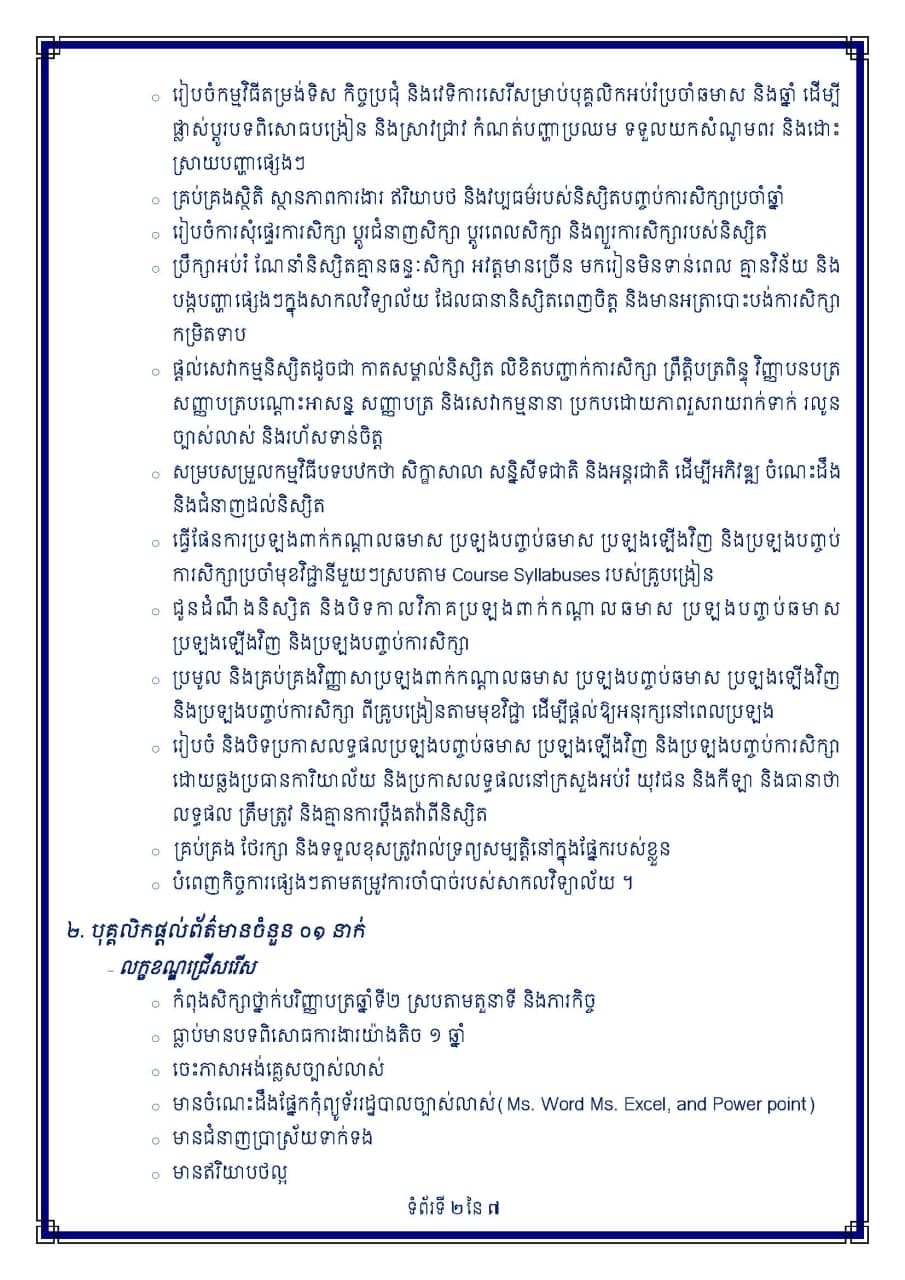 ○ រៀបចំកម្មវិធីតម្រង់ទិស កិច្ចប្រជុំ និងវេទិការសេរីសម្រាប់បុគ្គលិកអប់រំប្រចាំឆមាស និងឆ្នាំ ដើម្បី
ផ្លាស់ប្តូរបទពិសោធបង្រៀន និងស្រាវជ្រាវ កំណត់បញ្ហាប្រឈម ទទួលយកសំណូមពរ និងដោះ
ស្រាយបញ្ហាផ្សេងៗ
○ គ្រប់គ្រងស្ថិតិ ស្ថានភាពការងារ ឥរិយាបថ និងវប្បធម៌របស់និស្សិតបញ្ចប់ការសិក្សាប្រចាំឆ្នាំ
○ រៀបចំការសុំផ្ទេរការសិក្សា ប្តូរជំនាញសិក្សា ប្តូរពេលសិក្សា និងព្យួរការសិក្សារបស់និស្សិត
○ ប្រឹក្សាអប់រំ ណែនាំនិស្សិតគ្មានឆន្ទៈសិក្សា អវត្តមានច្រើន មករៀនមិនទាន់ពេល គ្មានវិន័យ និង
បង្កបញ្ហាផ្សេងៗក្នុងសាកលវិទ្យាល័យ ដែលធានានិស្សិតពេញចិត្ត និងមានអត្រាបោះបង់ការសិក្សា
កម្រិតទាប
○ ផ្តល់សេវាកម្មនិស្សិតដូចជា កាតសម្គាល់និស្សិត លិខិតបញ្ជាក់ការសិក្សា ព្រឹត្តិបត្រពិន្ទុ វិញ្ញាបនបត្រ
សញ្ញាបត្របណ្តោះអាសន្ន សញ្ញាបត្រ និងសេវាកម្មនានា ប្រកបដោយភាពរួសរាយរាក់ទាក់ រលូន
ច្បាស់លាស់ និងរហ័សទាន់ចិត្ត
○ សម្របសម្រួលកម្មវិធីបទបឋកថា សិក្ខាសាលា សន្និសីទជាតិ និងអន្តរជាតិ ដើម្បីអភិវឌ្ឍ ចំណេះដឹង
និងជំនាញដល់និស្សិត
○ ធ្វើផែនការប្រឡងពាក់កណ្តាលឆមាស ប្រឡងបញ្ចប់ឆមាស ប្រឡងឡើងវិញ និងប្រឡងបញ្ចប់
ការសិក្សាប្រចាំមុខវិជ្ជានីមួយៗស្របតាម Course Syllabuses របស់គ្រូបង្រៀន
○ ជូនដំណឹងនិស្សិត និងបិទកាលវិភាគប្រឡងពាក់កណ្តាលឆមាស ប្រឡងបញ្ចប់ឆមាស
ប្រឡងឡើងវិញ និងប្រឡងបញ្ចប់ការសិក្សា
○ ប្រមូល និងគ្រប់គ្រងវិញ្ញាសាប្រឡងពាក់កណ្តាលឆមាស ប្រឡងបញ្ចប់ឆមាស ប្រឡងឡើងវិញ
និងប្រឡងបញ្ចប់ការសិក្សា ពីគ្រូបង្រៀនតាមមុខវិជ្ជា ដើម្បីផ្តល់ឱ្យអនុរក្សនៅពេលប្រឡង
○ រៀបចំ និងបិទប្រកាសលទ្ធផលប្រឡងបញ្ចប់ឆមាស ប្រឡងឡើងវិញ និងប្រឡងបញ្ចប់ការសិក្សា
ដោយឆ្លងប្រធានការិយាល័យ និងប្រកាសលទ្ធផលនៅក្រសួងអប់រំ យុវជន និងកីឡា និងធានាថា
លទ្ធផល ត្រឹមត្រូវ និងគ្មានការប្តឹងតវ៉ាពីនិស្សិត
○ គ្រប់គ្រង ថែរក្សា និងទទួលខុសត្រូវរាល់ទ្រព្យសម្បត្តិនៅក្នុងផ្នែករបស់ខ្លួន
○ បំពេញកិច្ចការផ្សេងៗតាមតម្រូវការចាំបាច់របស់សាកលវិទ្យាល័យ ។
២. បុគ្គលិកផ្តល់ព័ត៌មានចំនួន ០១ នាក់
- លក្ខខណ្ឌជ្រើសរើស
○ កំពុងសិក្សាថ្នាក់បរិញ្ញាបត្រឆ្នាំទី២ ស្របតាមតួនាទី និងភារកិច្ច
○ ធ្លាប់មានបទពិសោធការងារយ៉ាងតិច ១ ឆ្នាំ
○ ចេះភាសាអង់គ្លេសច្បាស់លាស់
○ មានចំណេះដឹងផ្នែកកុំព្យូទ័ររដ្ឋបាលច្បាស់លាស់( Ms. Word Ms. Excel, and Power point)
○ មានជំនាញប្រាស្រ័យទាក់ទង
○ មានឥរិយាបថល្អ
ទំព័រទី ២ នៃ ៧